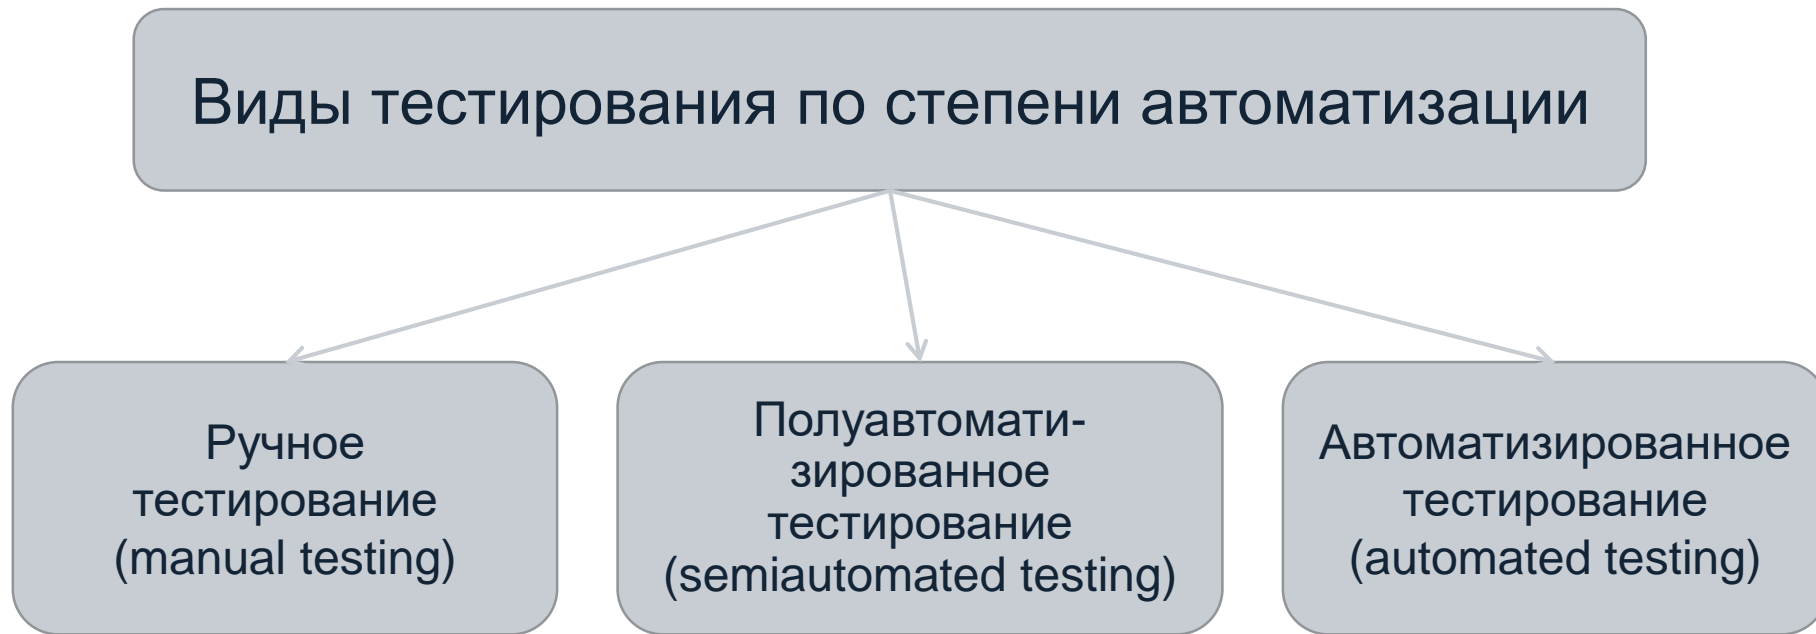 Виды тестирования по степени автоматизации
Ручное
тестирование
(manual testing)
Полуавтомати-
зированное
тестирование
(semiautomated testing)
Автоматизированное
тестирование
(automated testing)